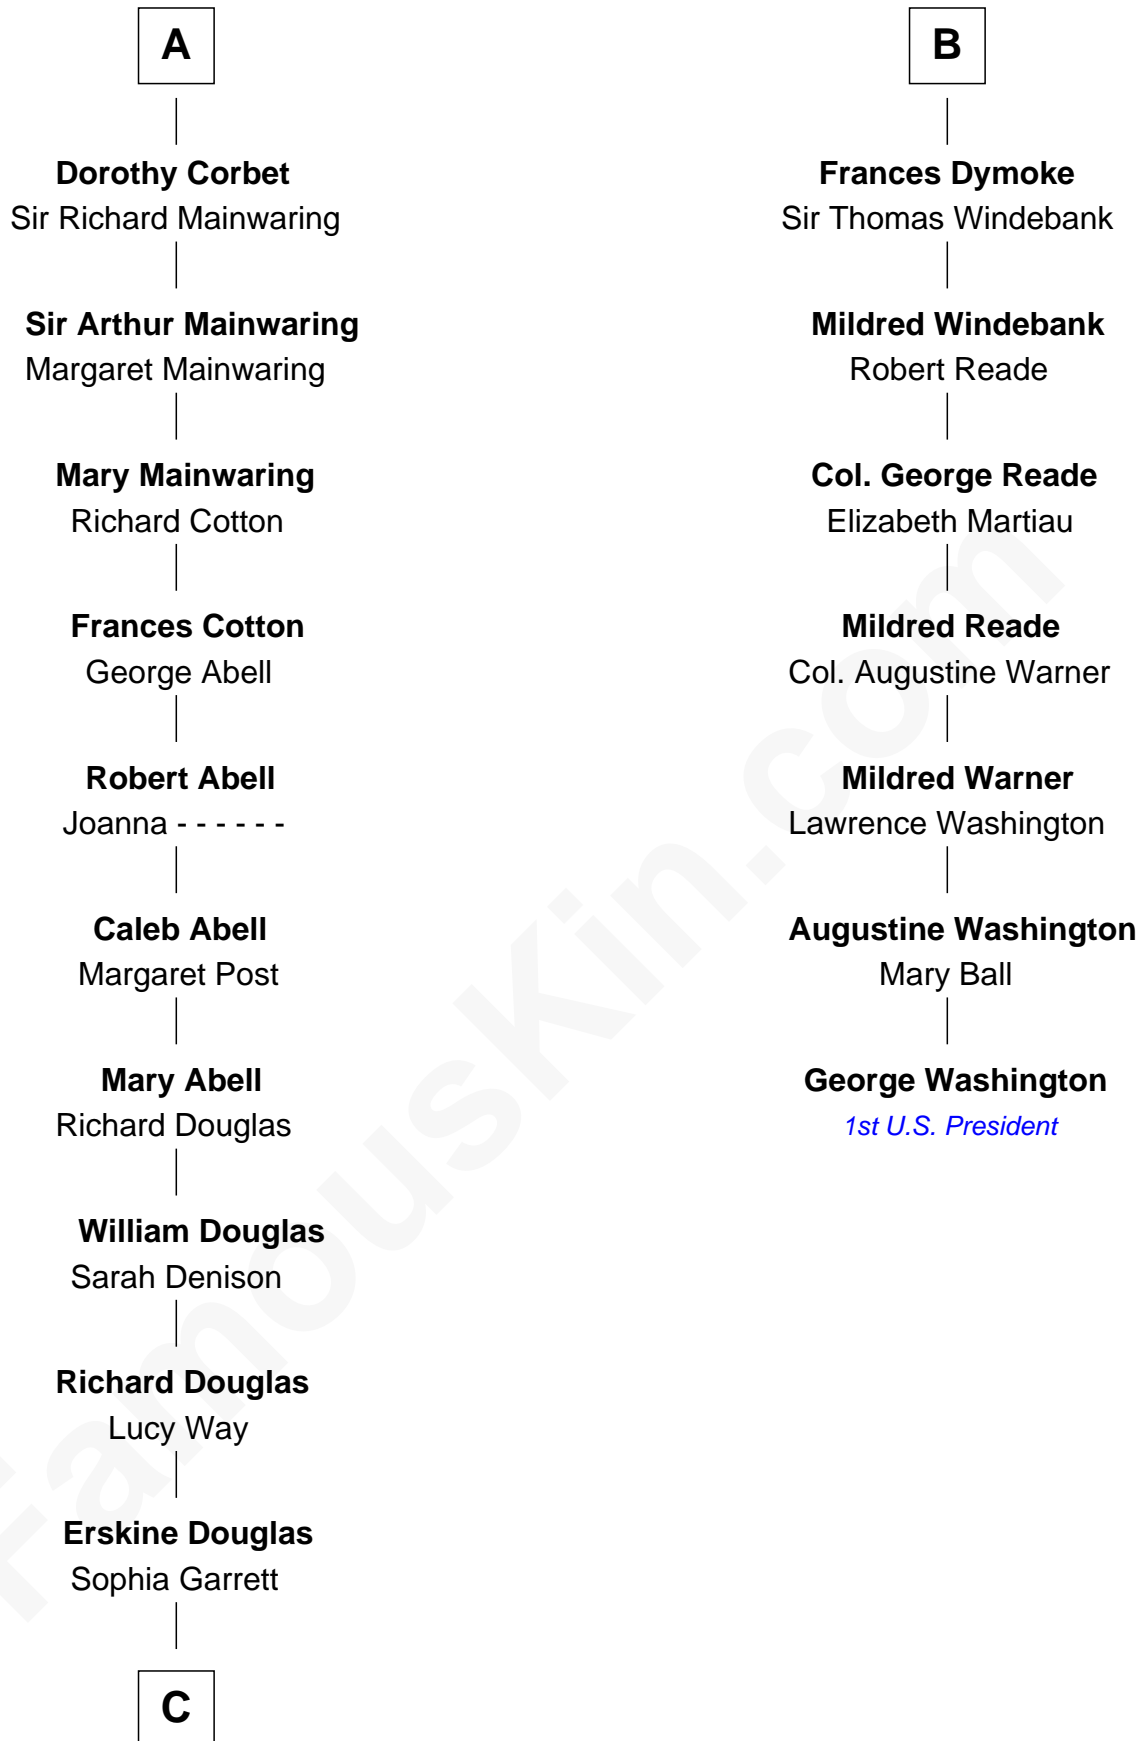 A
Dorothy Corbet
Sir Richard Mainwaring
Sir Arthur Mainwaring
Margaret Mainwaring
Mary Mainwaring
Richard Cotton
Frances Cotton
George Abell
Robert Abell
Joanna - - - - - -
Caleb Abell
Margaret Post
Mary Abell
Richard Douglas
William Douglas
Sarah Denison
Richard Douglas
Lucy Way
Erskine Douglas
Sophia Garrett
C
B
Frances Dymoke
Sir Thomas Windebank
Mildred Windebank
Robert Reade
Col. George Reade
Elizabeth Martiau
Mildred Reade
Col. Augustine Warner
Mildred Warner
Lawrence Washington
Augustine Washington
Mary Ball
George Washington
1st U.S. President
FamousKin.com